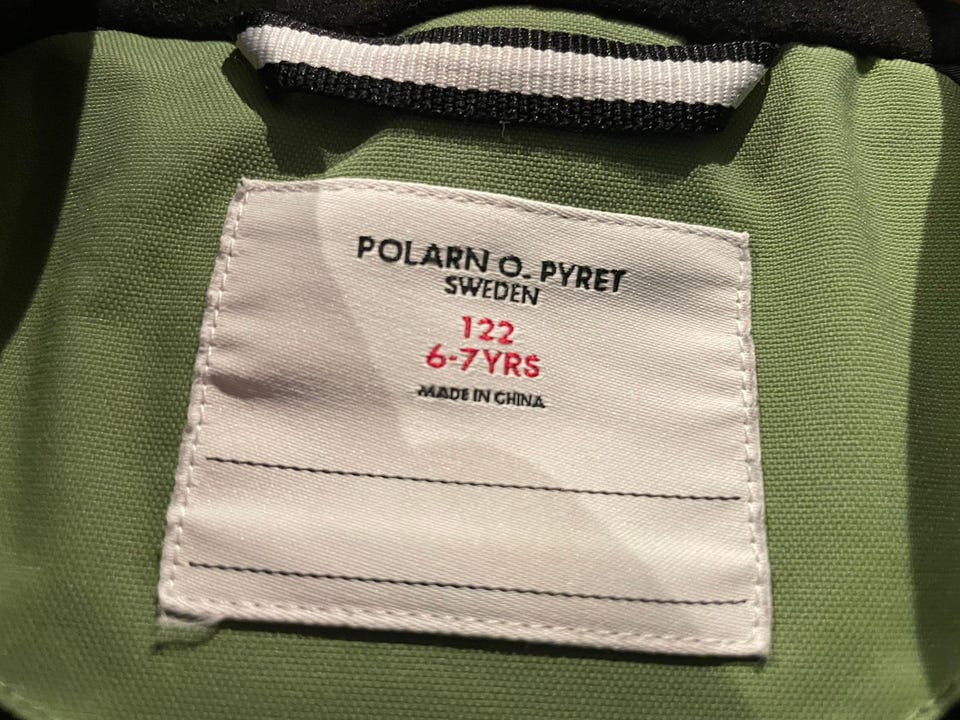 POLARN O. PYRET
SWEDEN
122
6-7YRS
MADE IN CHINA